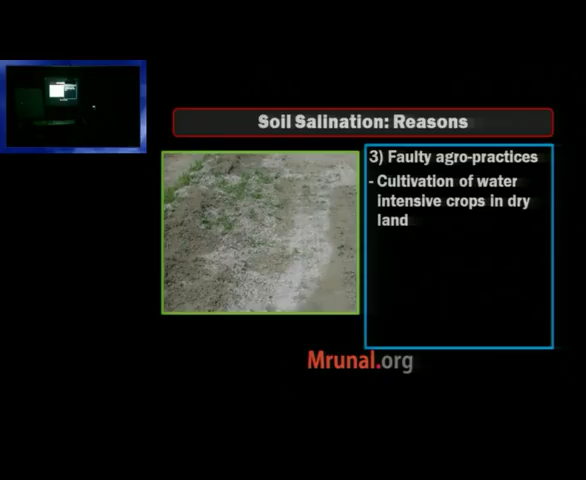 Soil Salination: Reasons
3) Faulty agro-practices
- Cultivation of water
intensive crops in dry
land
Mrunal.org